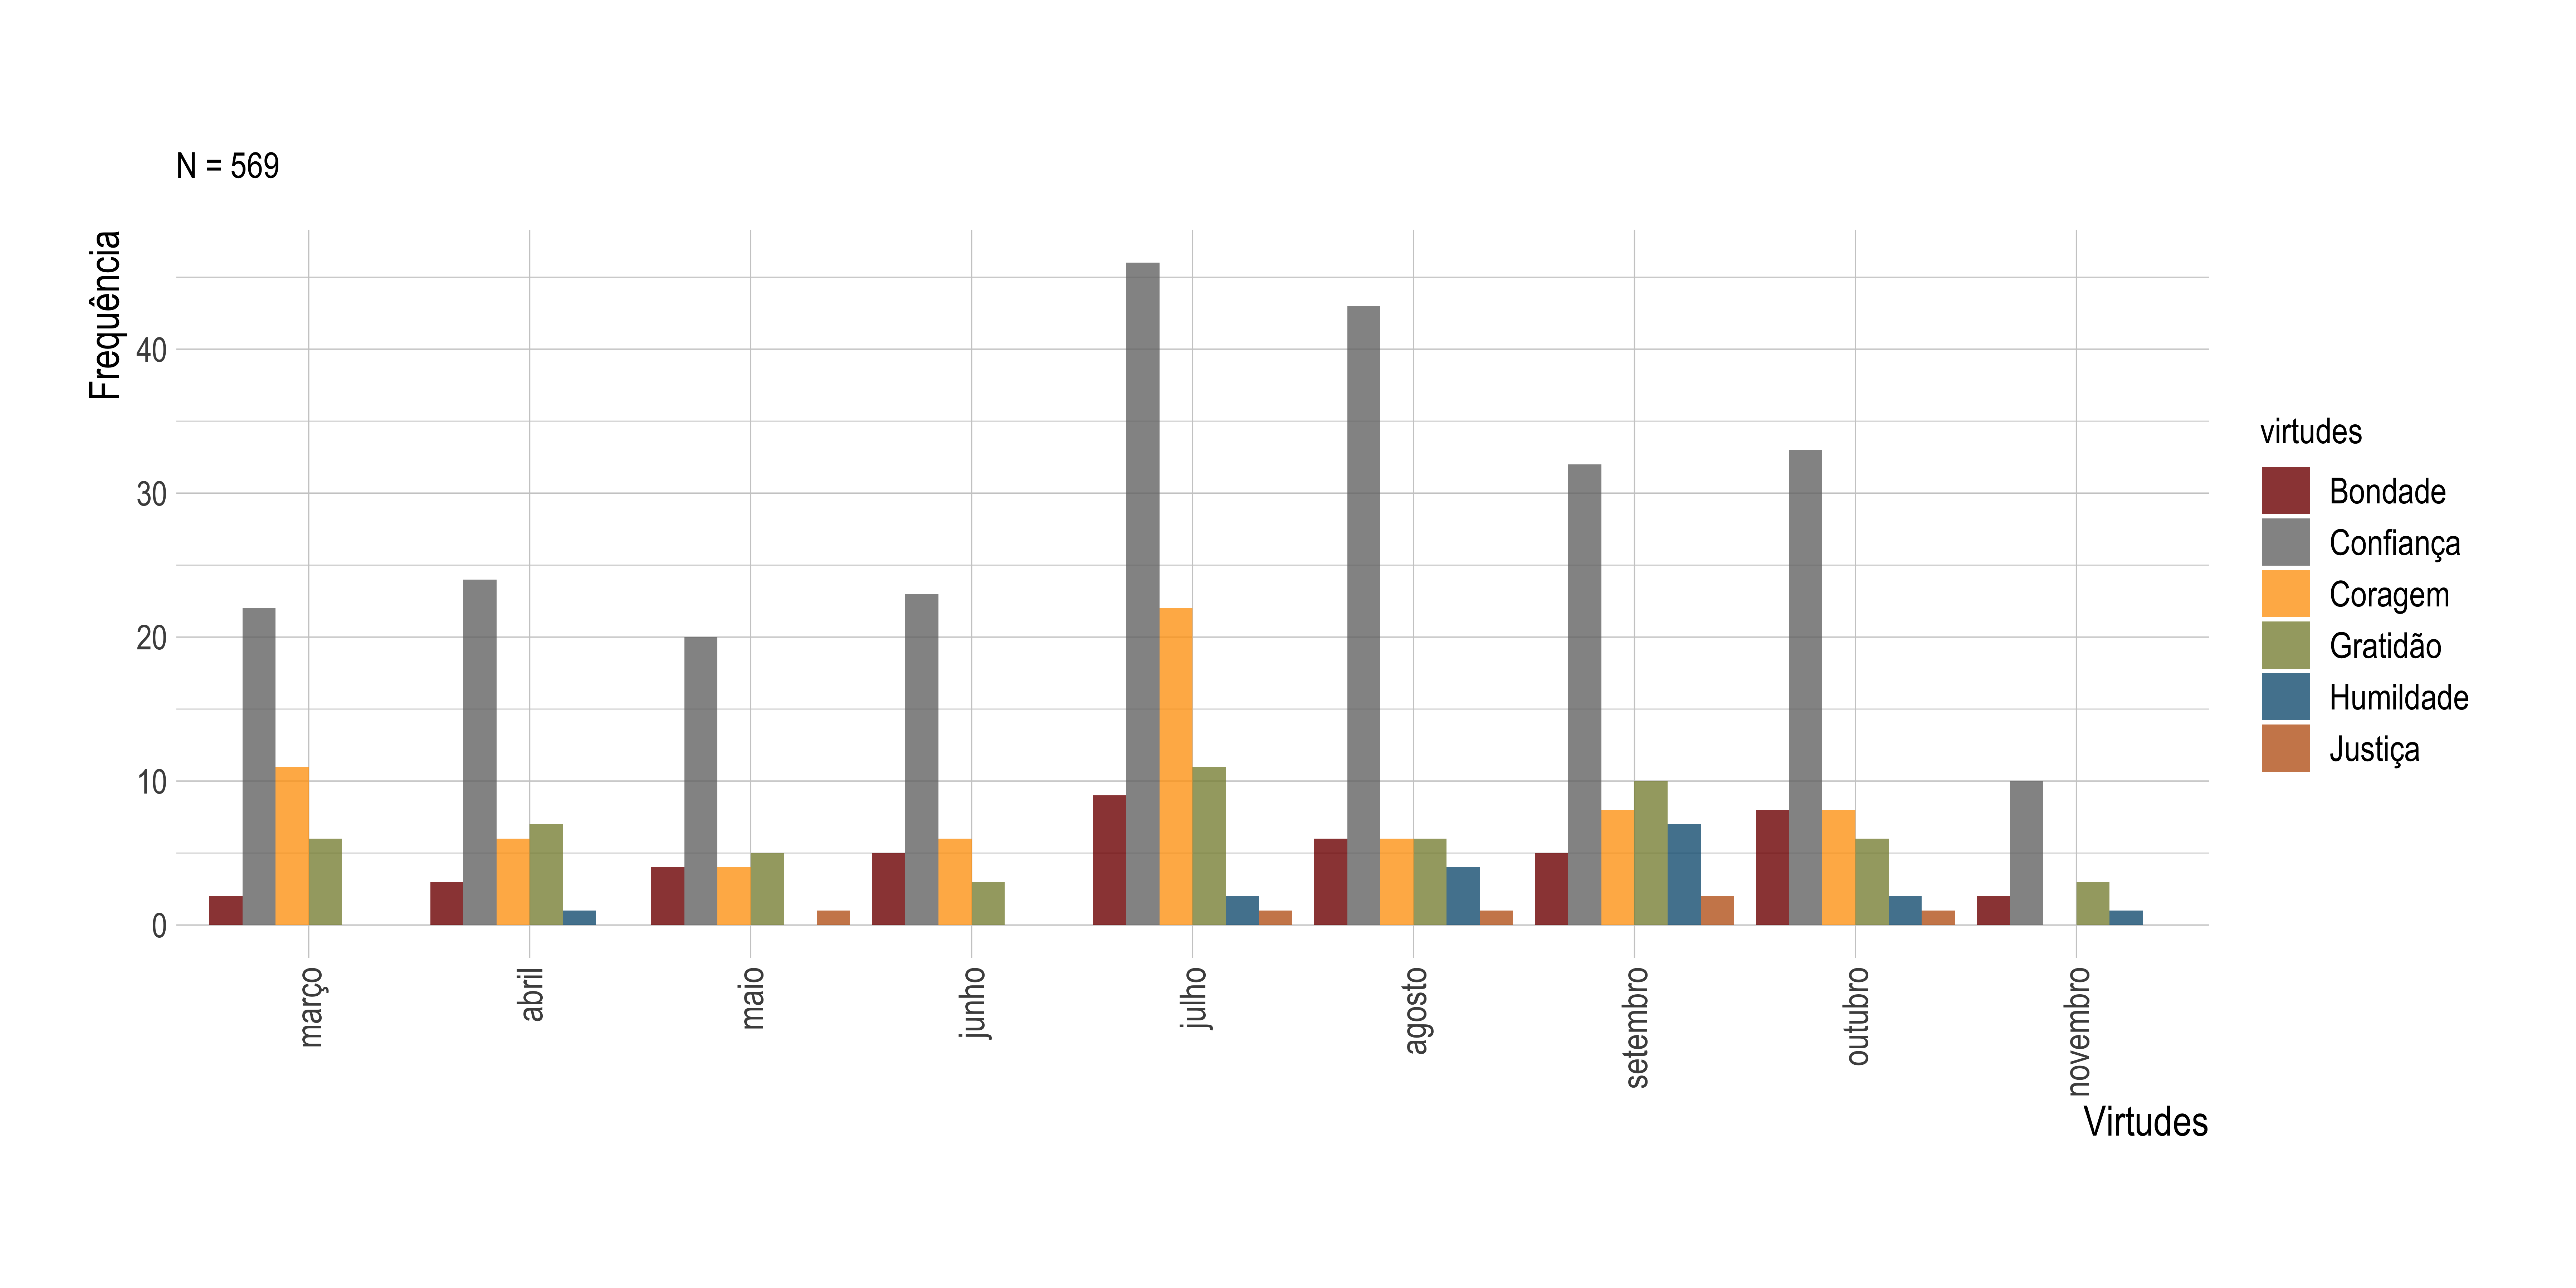 N = 569
Frequência
40
30
20
10
0
março
abril
maio
junho
julho
agosto
setembro
outubro
novembro
Virtudes
virtudes
Bondade
Confiança
Coragem
Gratidão
Humildade
Justiça